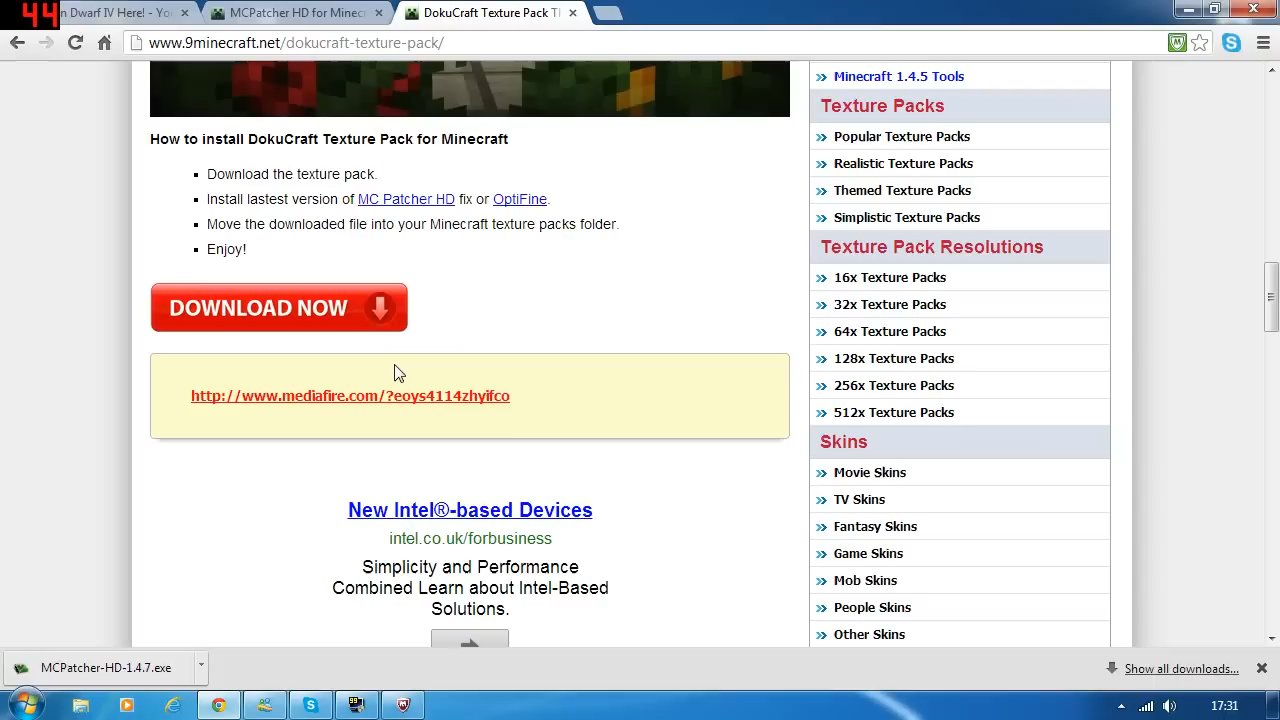 44
n Dwarf IV Here! - Yo
MCPatcher HD for Minec
DokuCraft Texture Pack T
www.9minecraft.net/dokucraft-texture-pack/
How to install DokuCraft Texture Pack for Minecraft
Download the texture pack.
Install lastest version of MC Patcher HD fix or OptiFine.
Move the downloaded file into your Minecraft texture packs folder.
Enjoy!
DOWNLOAD NOW
http://www.mediafire.com/?eoys4114zhyifco
New Intel®-based Devices
intel.co.uk/forbusiness
Simplicity and Performance
Combined Learn about Intel-Based
Solutions.
Minecraft 1.4.5 Tools
Texture Packs
Popular Texture Packs
Realistic Texture Packs
Themed Texture Packs
Simplistic Texture Packs
Texture Pack Resolutions
16x Texture Packs
32x Texture Packs
64x Texture Packs
128x Texture Packs
256x Texture Packs
512x Texture Packs
Skins
Movie Skins
TV Skins
Fantasy Skins
Game Skins
Mob Skins
People Skins
Other Skins
MCPatcher-HD-1.4.7.exe
Show all downloads...
99
17:31